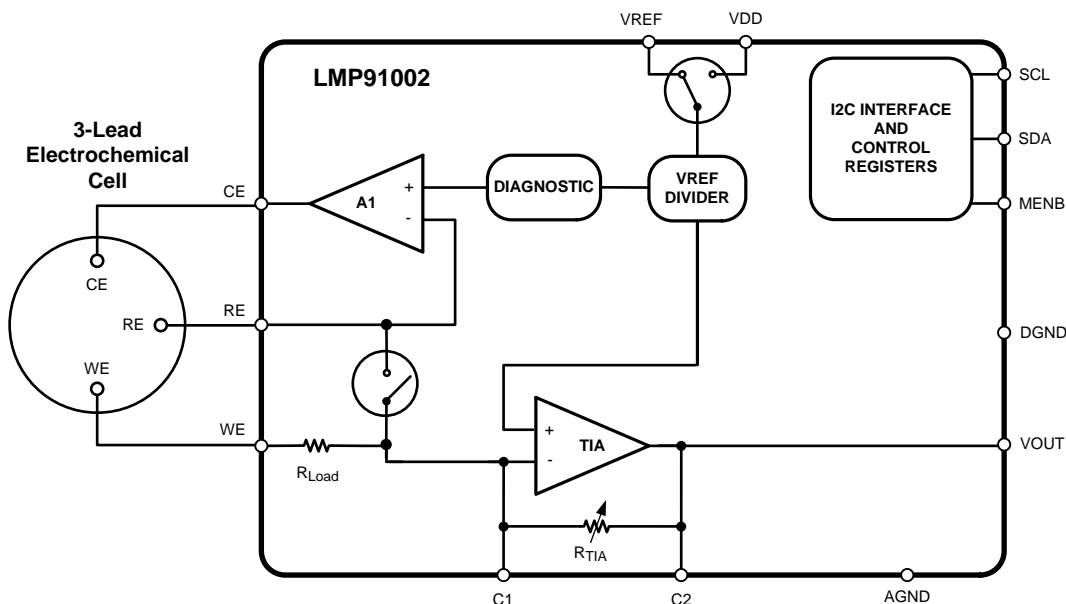 VREF
VDD
LMP91002
SCL
I2C INTERFACE
AND
CONTROL
REGISTERS
SDA
MENB
3-Lead
Electrochemical
Cell
CE
+
A1
-
DIAGNOSTIC
VREF
DIVIDER
CE
RE
RE
DGND
WE
WE
RLoad
+
TIA
-
VOUT
RTIA
C1
C2
AGND